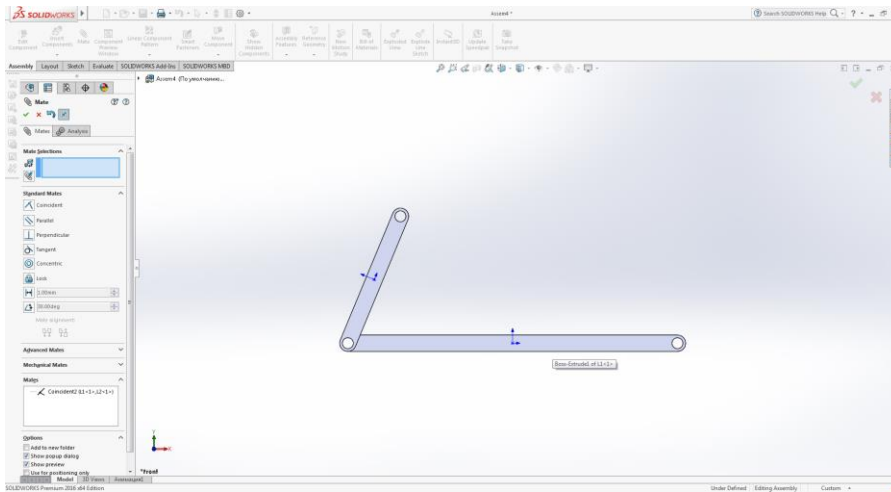 SOLIDWORKS
Assem4 *
Search SOLIDWORKS Help
Edit Component
Insert Components
Mate
Component Preview Window
Linear Component Pattern
Smart Fasteners
Move Component
Show Hidden Components
Assembly Features
Reference Geometry
New Motion Study
Bill of Materials
Exploded View
Explode Line Sketch
Instant3D
Update Speedpak
Take Snapshot
Assembly Layout Sketch Evaluate SOLIDWORKS Add-Ins SOLIDWORKS MBD
Assem4 (По умолчанию...
Mate
Mates Analysis
Mate Selections
Standard Mates
Coincident
Parallel
Perpendicular
Tangent
Concentric
Lock
1.00mm
30.00deg
Mate alignment:
Advanced Mates
Mechanical Mates
Mates
Coincident2 (L1<1>,L2<1>)
Options
Add to new folder
Show popup dialog
Show preview
Use for positioning only
Boss-Extrude1 of L1<1>
Y
X
*Front
Model 3D Views
SOLIDWORKS Premium 2016 x64 Edition
Under Defined Editing Assembly Custom